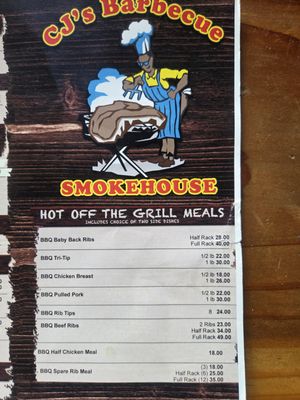 CJ's Barbecue
SMOKEHOUSE
HOT OFF THE GRILL MEALS
INCLUDES CHOICE OF TWO SIDE DISHES
BBQ Baby Back Ribs Half Rack 28.00
Full Rack 40.00
BBQ Tri-Tip 1/2 lb 22.00
1 lb 30.00
BBQ Chicken Breast 1/2 lb 18.00
1 lb 26.00
BBQ Pulled Pork 1/2 lb 22.00
1 lb 30.00
BBQ Rib Tips 8 24.00
BBQ Beef Ribs 2 Ribs 23.00
Half Rack 34.00
Full Rack 49.00
BBQ Half Chicken Meal 18.00
BBQ Spare Rib Meal (3) 18.00
Half Rack (6) 25.00
Full Rack (12) 35.00